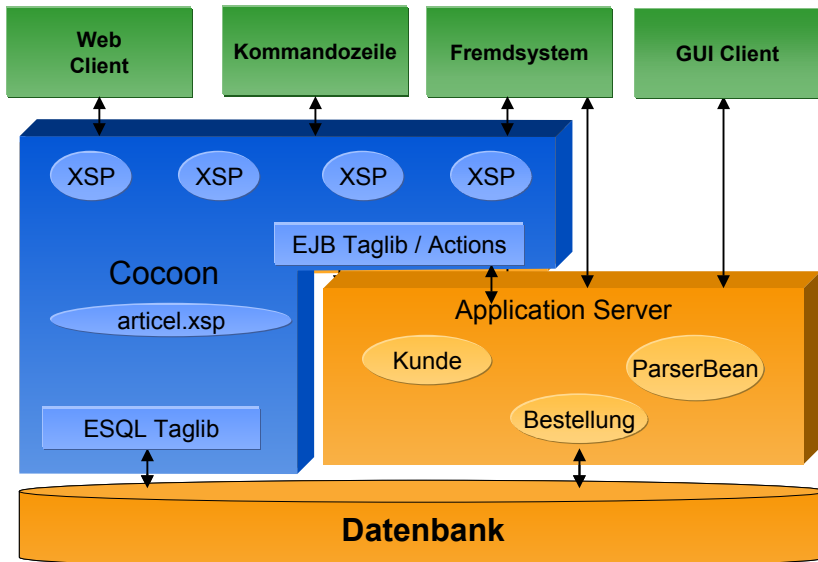 Web
Client
Kommandozeile
Fremdsystem
GUI Client
XSP
XSP
XSP
XSP
EJB Taglib / Actions
Cocoon
articel.xsp
Application Server
Kunde
ParserBean
Bestellung
ESQL Taglib
Datenbank